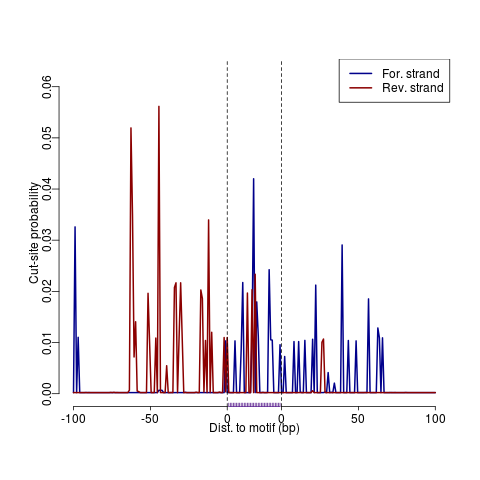 For. strand
Rev. strand
Cut-site probability
0.06
0.05
0.04
0.03
0.02
0.01
0.00
-100 -50 0 0 50 100
Dist. to motif (bp)